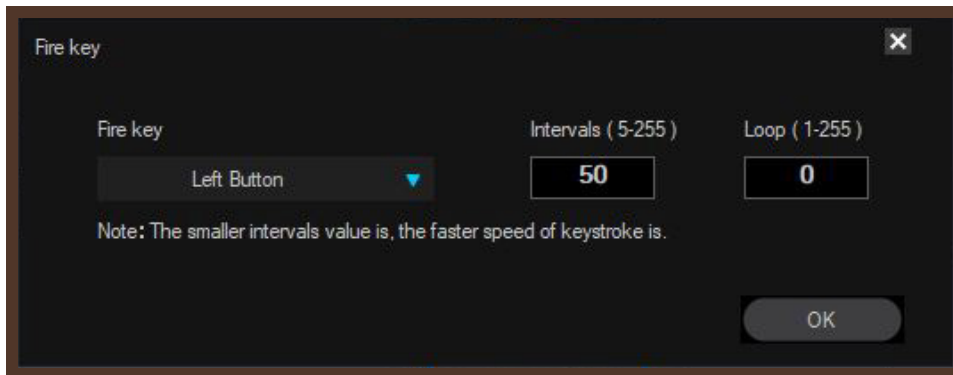 Fire key
Fire key Intervals ( 5-255 ) Loop ( 1-255 )
Left Button 50 0
Note: The smaller intervals value is, the faster speed of keystroke is.
OK